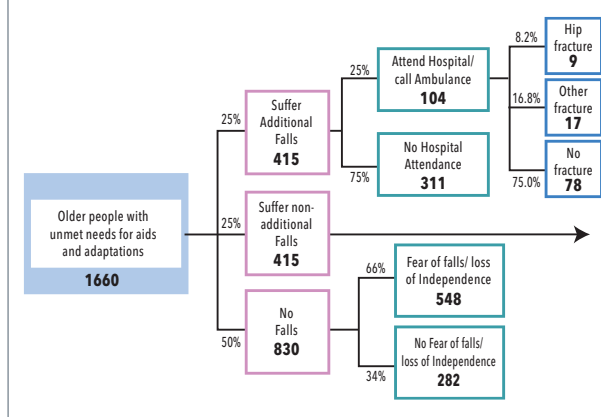 Older people with
unmet needs for aids
and adaptations
1660
25%
Suffer
Additional
Falls
415
25%
Suffer non-
additional
Falls
415
50%
No
Falls
830
25%
Attend Hospital/
call Ambulance
104
75%
No Hospital
Attendance
311
8.2%
Hip
fracture
9
16.8%
Other
fracture
17
75.0%
No
fracture
78
66%
Fear of falls/ loss
of Independence
548
34%
No Fear of falls/
loss of Independence
282